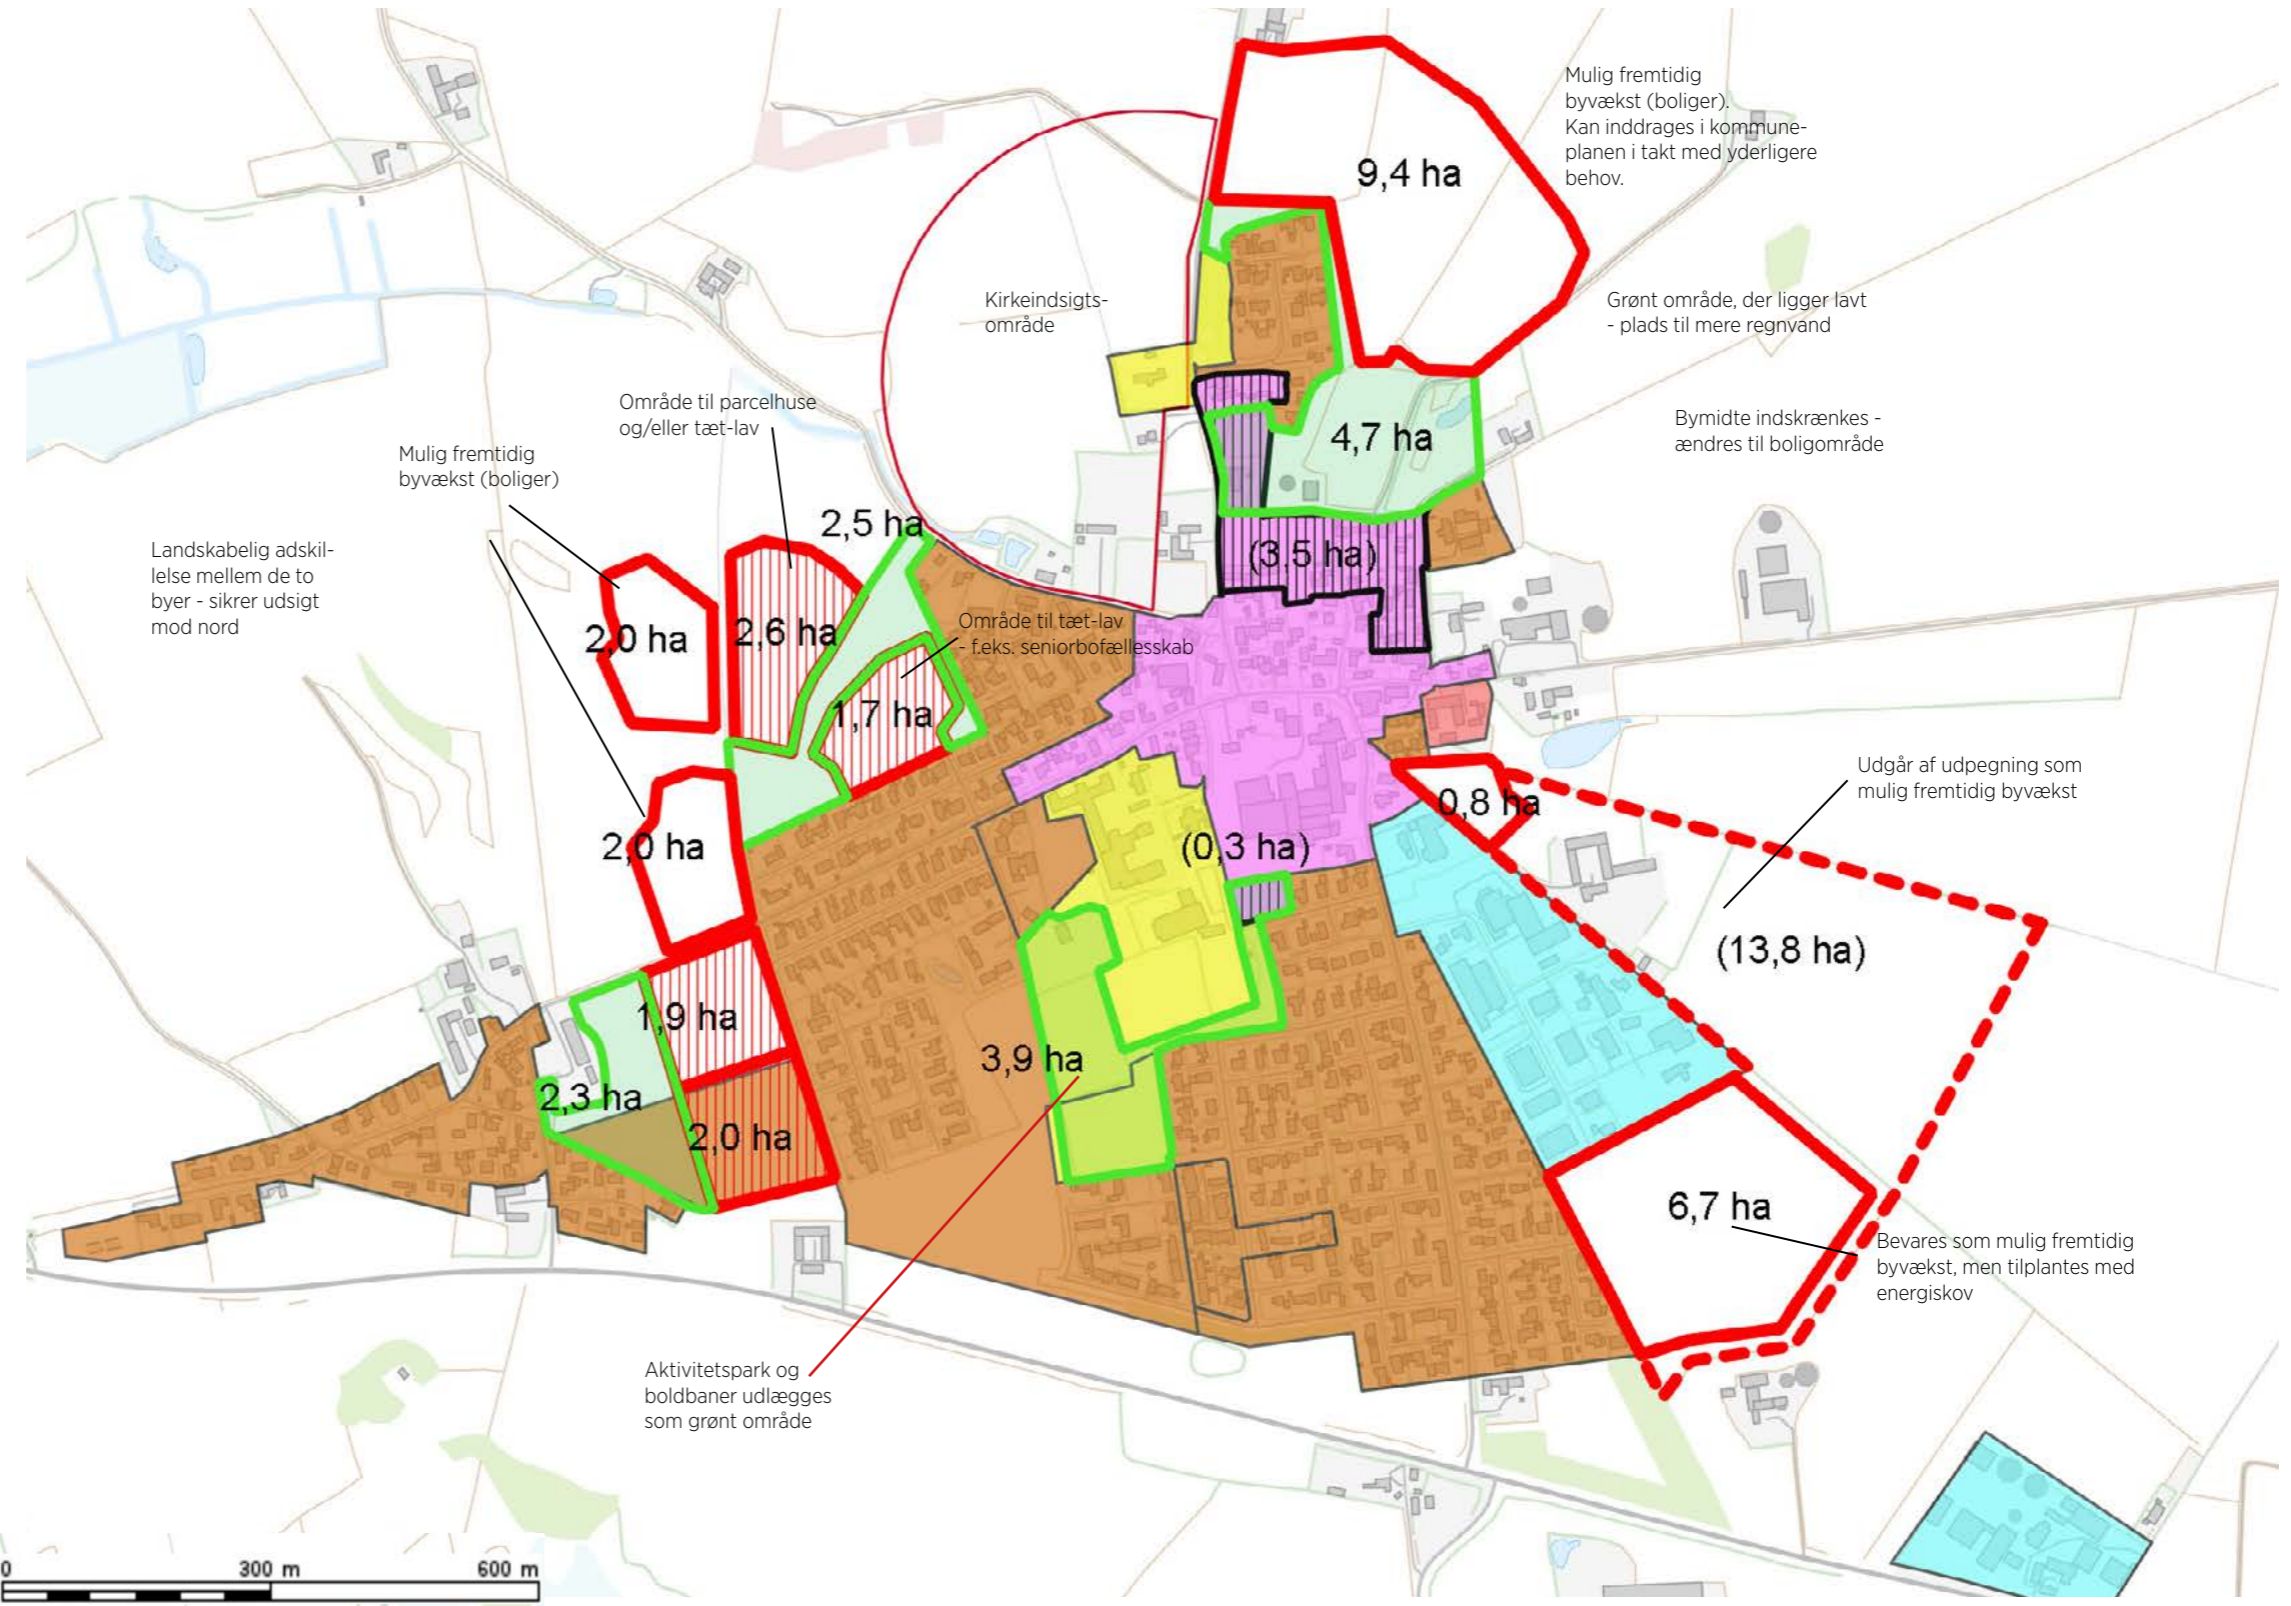 Mulig fremtidig
byvækst (boliger).
Kan inddrages i kommune-
planen i takt med yderligere
behov.
9,4 ha
Kirkeindsigts-
område
Grønt område, der ligger lavt
- plads til mere regnvand
Område til parcelhuse
og/eller tæt-lav
Bymidte indskrænkes -
ændres til boligområde
4,7 ha
Mulig fremtidig
byvækst (boliger)
2,5 ha
Landskabelig adskil-
lelse mellem de to
byer - sikrer udsigt
mod nord
(3,5 ha)
2,0 ha
2,6 ha
Område til tæt-lav
- f.eks. seniorbofællesskab
1,7 ha
Udgår af udpegning som
mulig fremtidig byvækst
0,8 ha
2,0 ha
(0,3 ha)
(13,8 ha)
1,9 ha
3,9 ha
2,3 ha
2,0 ha
6,7 ha
Bevares som mulig fremtidig
byvækst, men tilplantes med
energiskov
Aktivitetspark og
boldbaner udlægges
som grønt område
0 300 m 600 m